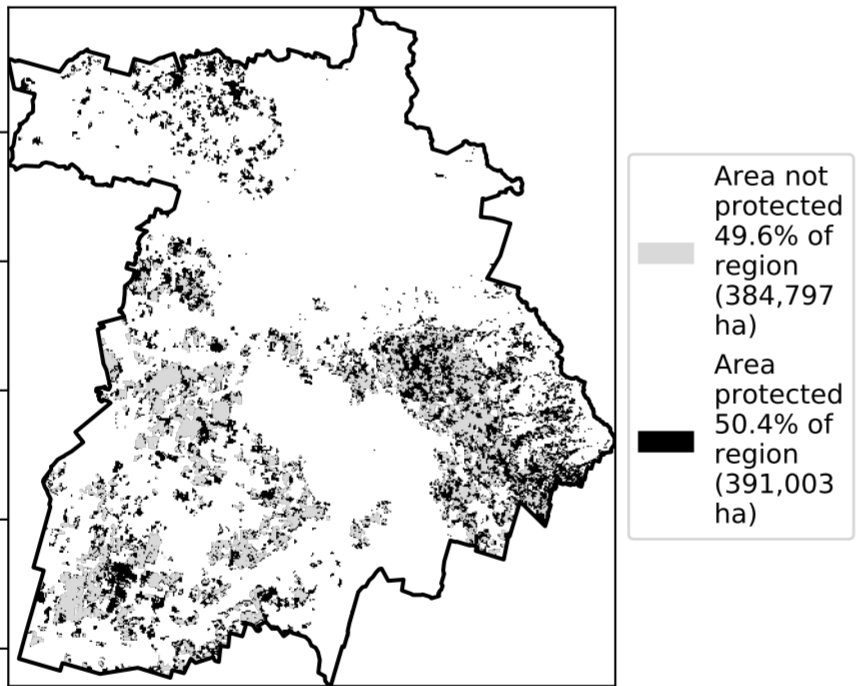 Area not
protected
49.6% of
region
(384,797
ha)
Area
protected
50.4% of
region
(391,003
ha)